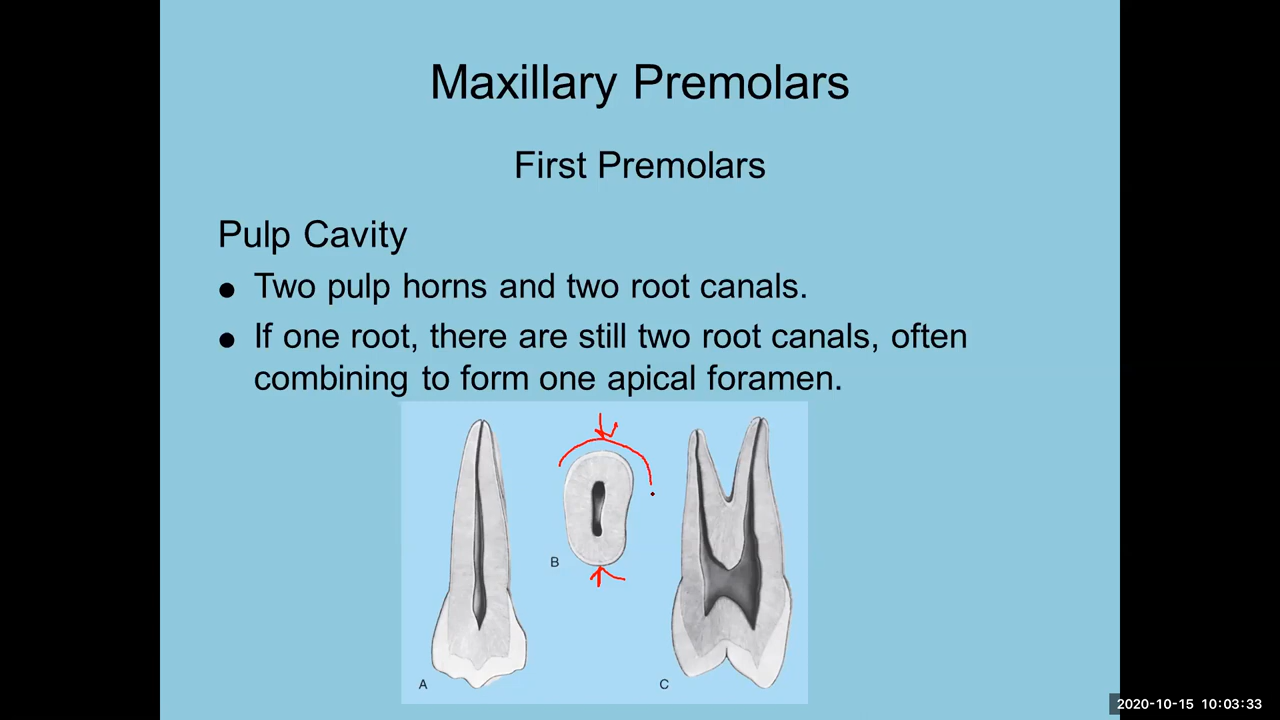 Maxillary Premolars
First Premolars
Pulp Cavity
● Two pulp horns and two root canals.
● If one root, there are still two root canals, often
combining to form one apical foramen.
B
A
C
2020-10-15 10:03:33